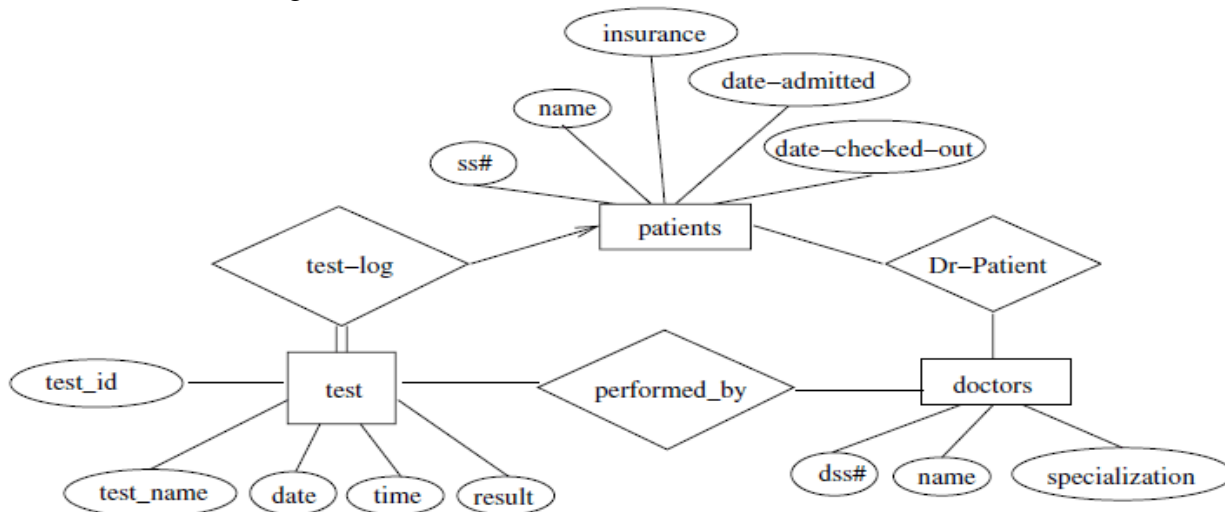 insurance
date-admitted
name
date-checked-out
ss#
patients
test-log
Dr-Patient
test_id
test
performed_by
doctors
test_name
date
time
result
dss#
name
specialization